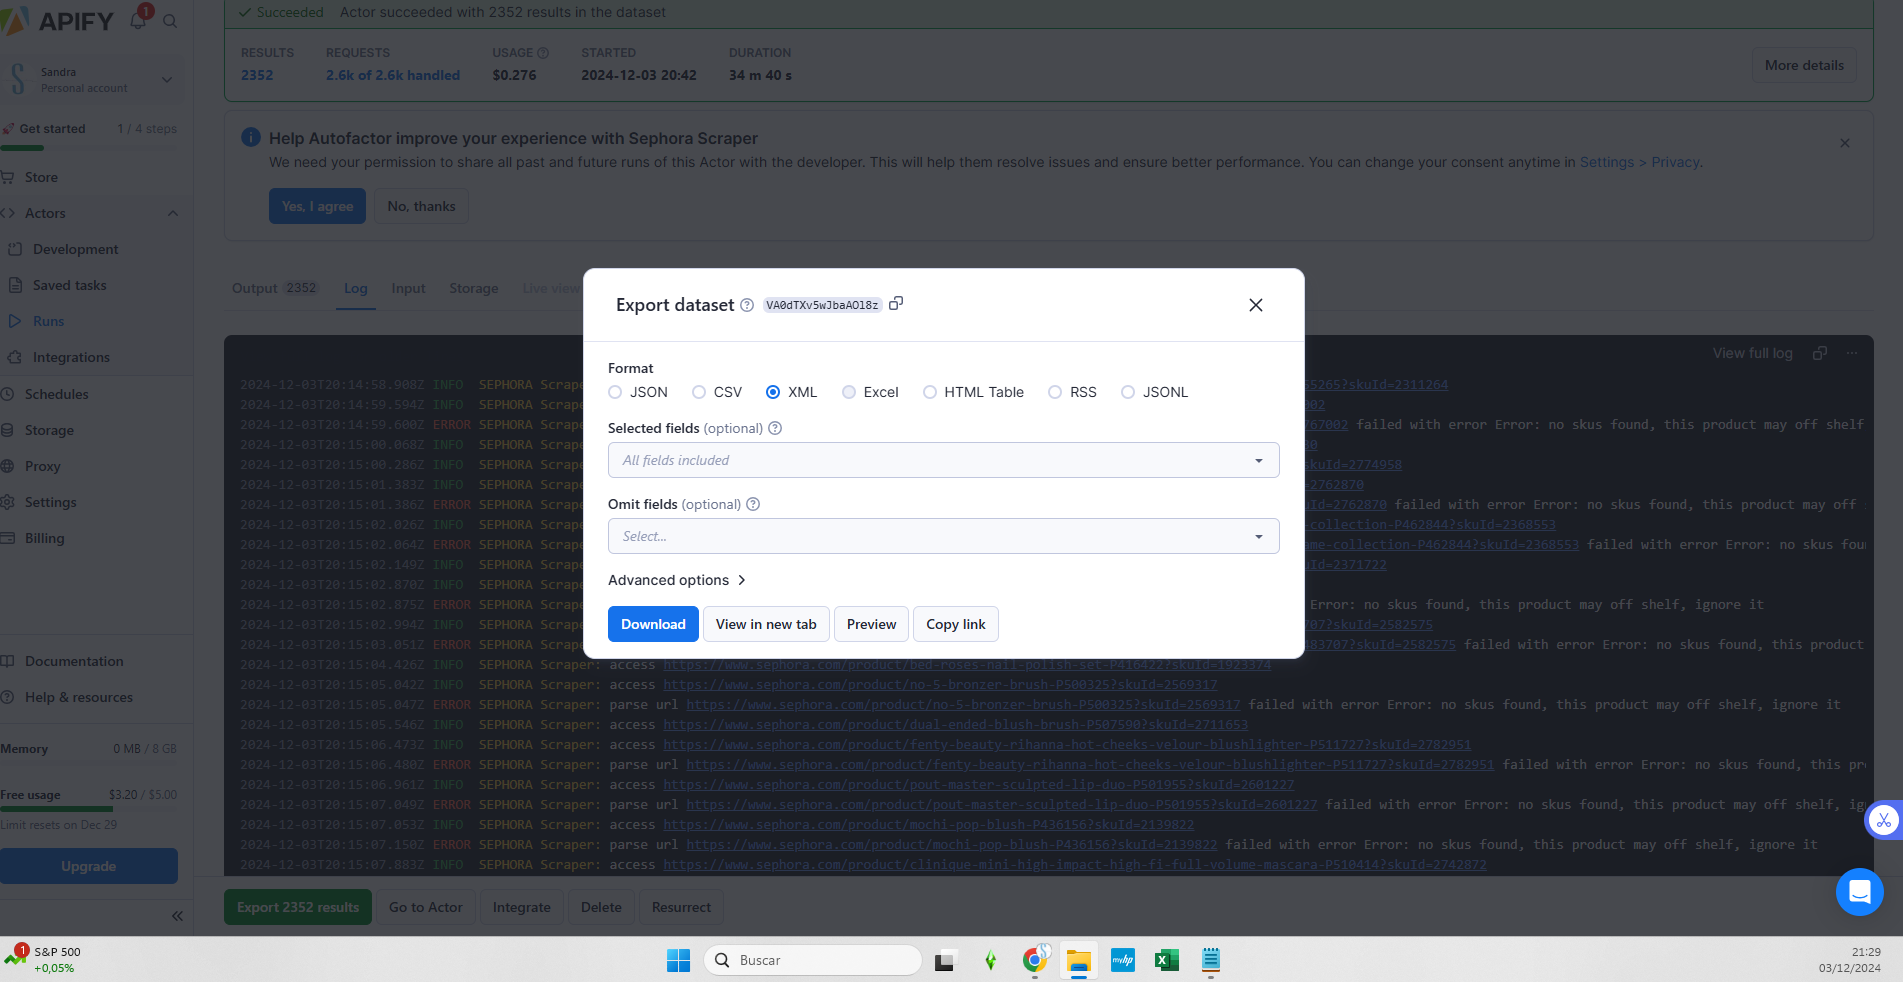 APIFY
1
Sandra
Personal account
Get started 1 / 4 steps
Store
Actors
Development
Saved tasks
Runs
Integrations
Schedules
Storage
Proxy
Settings
Billing
Documentation
Help & resources
Memory 0 MB / 8 GB
Free usage $3.20 / $5.00
Limit resets on Dec 29
Upgrade
Succeeded Actor succeeded with 2352 results in the dataset
RESULTS REQUESTS USAGE STARTED DURATION
2352 2.6k of 2.6k handled $0.276 2024-12-03 20:42 34 m 40 s
More details
Help Autofactor improve your experience with Sephora Scraper
We need your permission to share all past and future runs of this Actor with the developer. This will help them resolve issues and ensure better performance. You can change your consent anytime in Settings > Privacy.
Yes, I agree No, thanks
Output 2352 Log Input Storage Live view
Export dataset VA0dTXv5wJbaAOl8z
Format
JSON CSV XML Excel HTML Table RSS JSONL
Selected fields (optional)
All fields included
Omit fields (optional)
Select...
Advanced options
Download View in new tab Preview Copy link
View full log
2024-12-03T20:14:58.908Z INFO SEPHORA Scrape 55265?skuId=2311264
2024-12-03T20:14:59.594Z INFO SEPHORA Scrape 002
2024-12-03T20:14:59.600Z ERROR SEPHORA Scrape 767002 failed with error Error: no skus found, this product may off shelf
2024-12-03T20:15:00.068Z INFO SEPHORA Scrape
2024-12-03T20:15:00.286Z INFO SEPHORA Scrape skuId=2774958
2024-12-03T20:15:01.383Z INFO SEPHORA Scrape =2762870
2024-12-03T20:15:01.386Z ERROR SEPHORA Scrape Id=2762870 failed with error Error: no skus found, this product may off
2024-12-03T20:15:02.026Z INFO SEPHORA Scrape -collection-P462844?skuId=2368553
2024-12-03T20:15:02.064Z ERROR SEPHORA Scrape ame-collection-P462844?skuId=2368553 failed with error Error: no skus fou
2024-12-03T20:15:02.149Z INFO SEPHORA Scrape Id=2371722
2024-12-03T20:15:02.870Z INFO SEPHORA Scrape
2024-12-03T20:15:02.875Z ERROR SEPHORA Scrape Error: no skus found, this product may off shelf, ignore it
2024-12-03T20:15:02.994Z INFO SEPHORA Scrape 707?skuId=2582575
2024-12-03T20:15:03.051Z ERROR SEPHORA Scrape 483707?skuId=2582575 failed with error Error: no skus found, this product
2024-12-03T20:15:04.426Z INFO SEPHORA Scraper: access https://www.sephora.com/product/bed-roses-nail-polish-set-P416422?skuId=1923374
2024-12-03T20:15:05.042Z INFO SEPHORA Scraper: access https://www.sephora.com/product/no-5-bronzer-brush-P500325?skuId=2569317
2024-12-03T20:15:05.047Z ERROR SEPHORA Scraper: parse url https://www.sephora.com/product/no-5-bronzer-brush-P500325?skuId=2569317 failed with error Error: no skus found, this product may off shelf, ignore it
2024-12-03T20:15:05.546Z INFO SEPHORA Scraper: access https://www.sephora.com/product/dual-ended-blush-brush-P507590?skuId=2711653
2024-12-03T20:15:06.473Z INFO SEPHORA Scraper: access https://www.sephora.com/product/fenty-beauty-rihanna-hot-cheeks-velour-blushlighter-P511727?skuId=2782951
2024-12-03T20:15:06.480Z ERROR SEPHORA Scraper: parse url https://www.sephora.com/product/fenty-beauty-rihanna-hot-cheeks-velour-blushlighter-P511727?skuId=2782951 failed with error Error: no skus found, this pr
2024-12-03T20:15:06.961Z INFO SEPHORA Scraper: access https://www.sephora.com/product/pout-master-sculpted-lip-duo-P501955?skuId=2601227
2024-12-03T20:15:07.049Z ERROR SEPHORA Scraper: parse url https://www.sephora.com/product/pout-master-sculpted-lip-duo-P501955?skuId=2601227 failed with error Error: no skus found, this product may off shelf, ig
2024-12-03T20:15:07.053Z INFO SEPHORA Scraper: access https://www.sephora.com/product/mochi-pop-blush-P436156?skuId=2139822
2024-12-03T20:15:07.150Z ERROR SEPHORA Scraper: parse url https://www.sephora.com/product/mochi-pop-blush-P436156?skuId=2139822 failed with error Error: no skus found, this product may off shelf, ignore it
2024-12-03T20:15:07.883Z INFO SEPHORA Scraper: access https://www.sephora.com/product/clinique-mini-high-impact-high-fi-full-volume-mascara-P510414?skuId=2742872
Export 2352 results Go to Actor Integrate Delete Resurrect
1 S&P 500
+0,05%
Buscar
myhp
21:29
03/12/2024